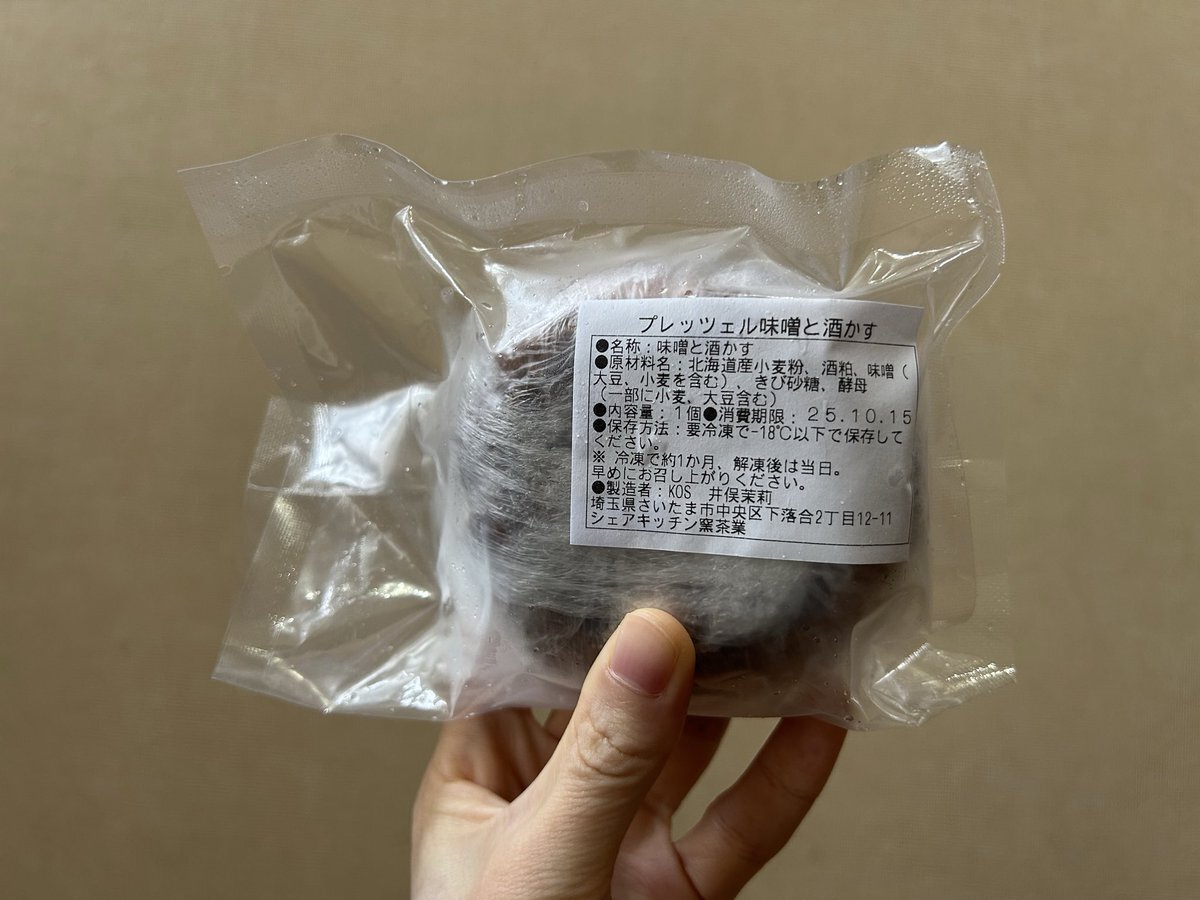 プレッツェル味噌と酒かす
●名称：味噌と酒かす
●原材料名：北海道産小麦粉、酒粕、味噌（
大豆、小麦を含む）、きび砂糖、酵母
（一部に小麦、大豆含む）
●内容量：1個●消費期限：２５.１０.１５
●保存方法：要冷凍で-18℃以下で保存して
ください。
※ 冷凍で約1か月、解凍後は当日。
早めにお召し上がりください。
●製造者：KOS　井俣茉莉
埼玉県さいたま市中央区下落合2丁目12-11
シェアキッチン窯茶業